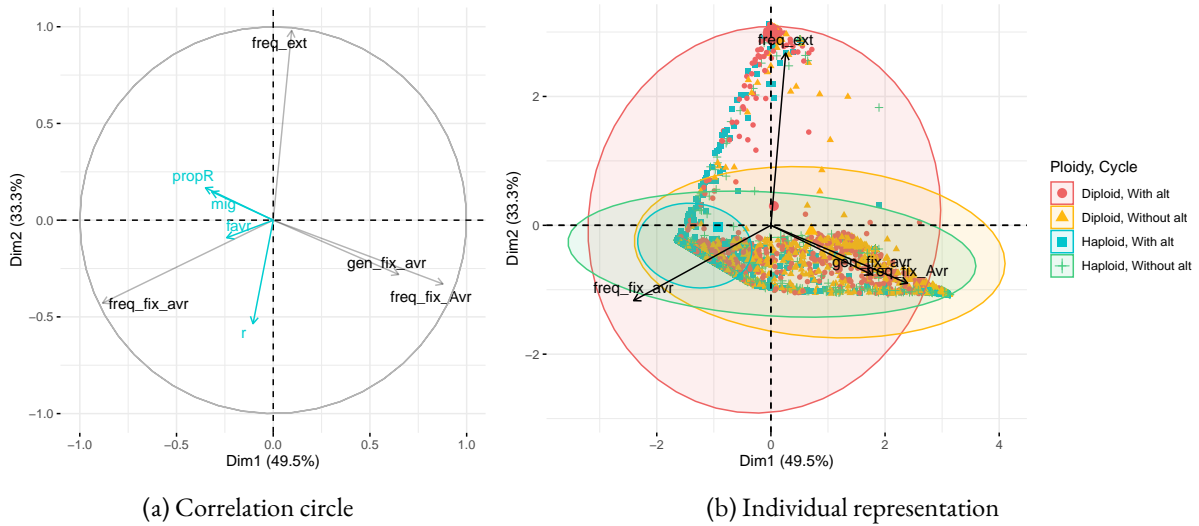 1.0
0.5
0.0
−0.5
−1.0
Dim2 (33.3%)
freq_ext
propR
mig
favr
gen_fix_avr
freq_fix_Avr
freq_fix_avr
r
−1.0 −0.5 0.0 0.5 1.0
Dim1 (49.5%)
(a) Correlation circle
2
0
−2
Dim2 (33.3%)
freq_ext
gen_fix_avr
freq_fix_Avr
freq_fix_avr
−2 0 2 4
Dim1 (49.5%)
(b) Individual representation
Ploidy, Cycle
Diploid, With alt
Diploid, Without alt
Haploid, With alt
Haploid, Without alt